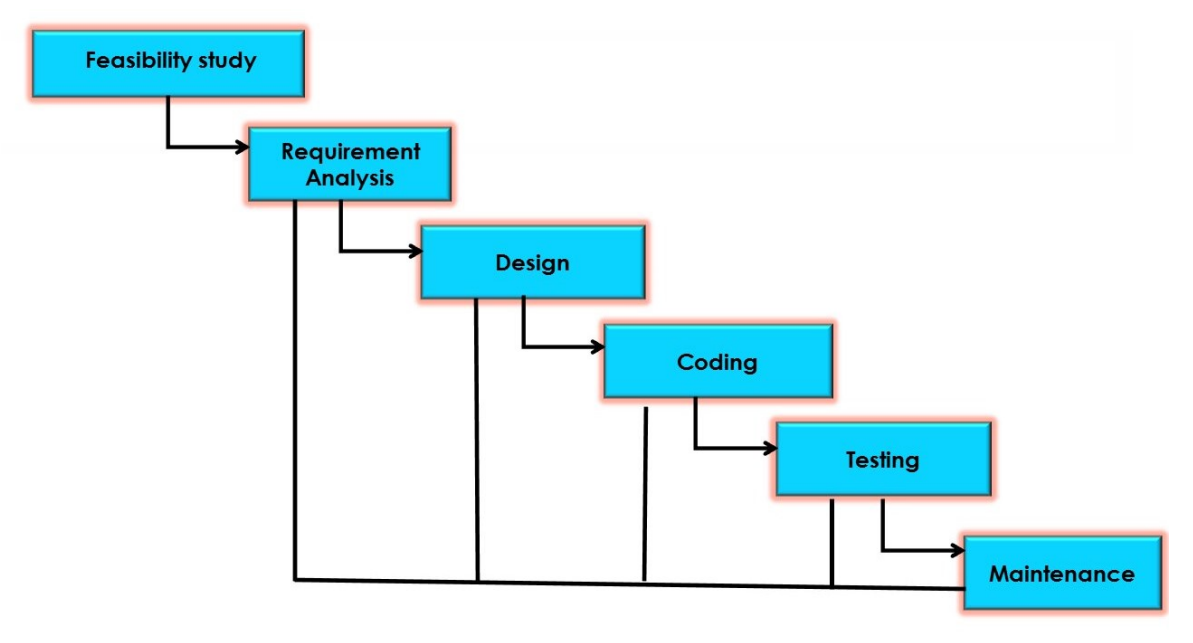 Feasibility study
Requirement
Analysis
Design
Coding
Testing
Maintenance